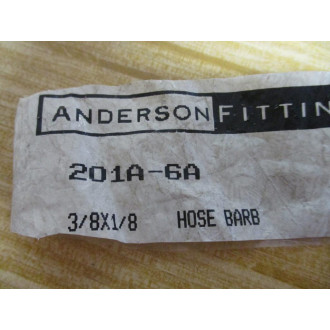 ANDERSON FITTIN
201A-6A
3/8X1/8 HOSE BARB